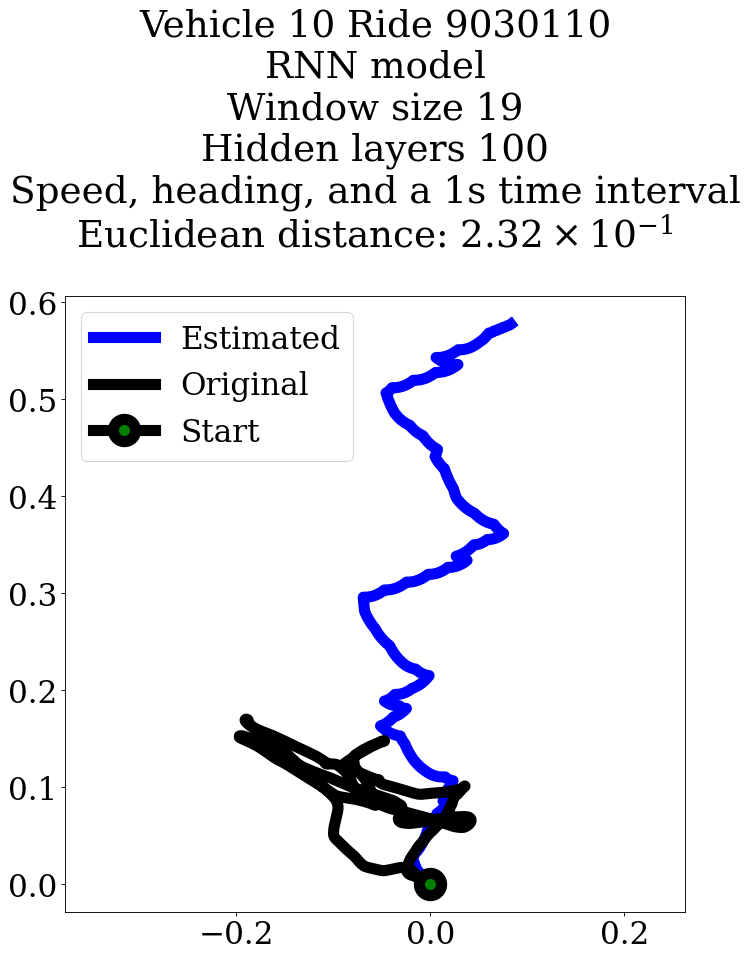 Vehicle 10 Ride 9030110
RNN model
Window size 19
Hidden layers 100
Speed, heading, and a 1s time interval
Euclidean distance: 2.32 × 10⁻¹
0.6
0.5
0.4
0.3
0.2
0.1
0.0
Estimated
Original
Start
−0.2
0.0
0.2